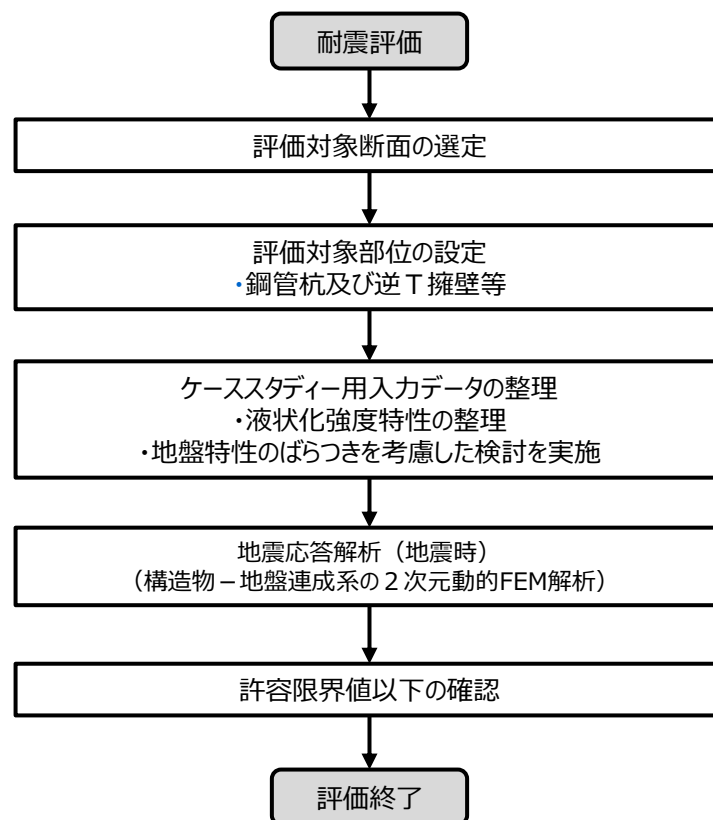 耐震評価
評価対象断面の選定
評価対象部位の設定
・鋼管杭及び逆Ｔ擁壁等
ケーススタディー用入力データの整理
・液状化強度特性の整理
・地盤特性のばらつきを考慮した検討を実施
地震応答解析（地震時）
（構造物－地盤連成系の２次元動的FEM解析）
許容限界値以下の確認
評価終了